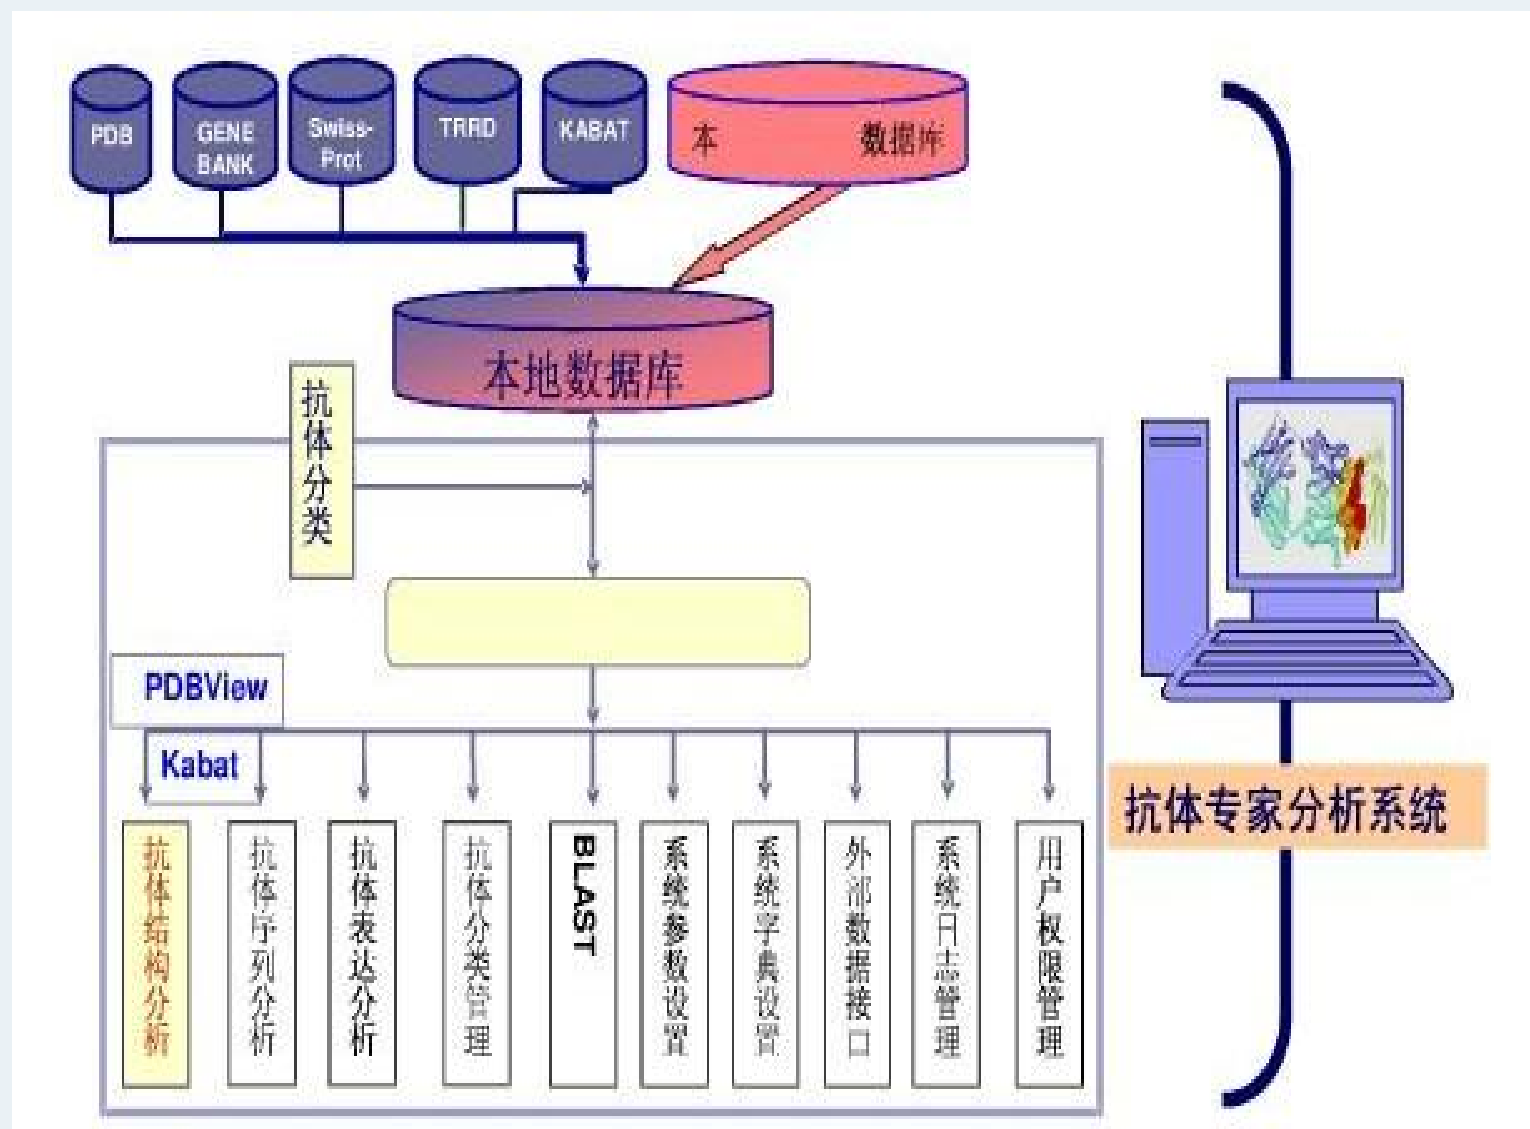 PDB
GENE
BANK
Swiss-
Prot
TRRD
KABAT
本 数据库
本地数据库
抗体分类
PDBView
Kabat
抗体结构分析
抗体序列分析
抗体表达分析
抗体分类管理
BLAST
系统参数设置
系统字典设置
外部数据接口
系统日志管理
用户权限管理
抗体专家分析系统